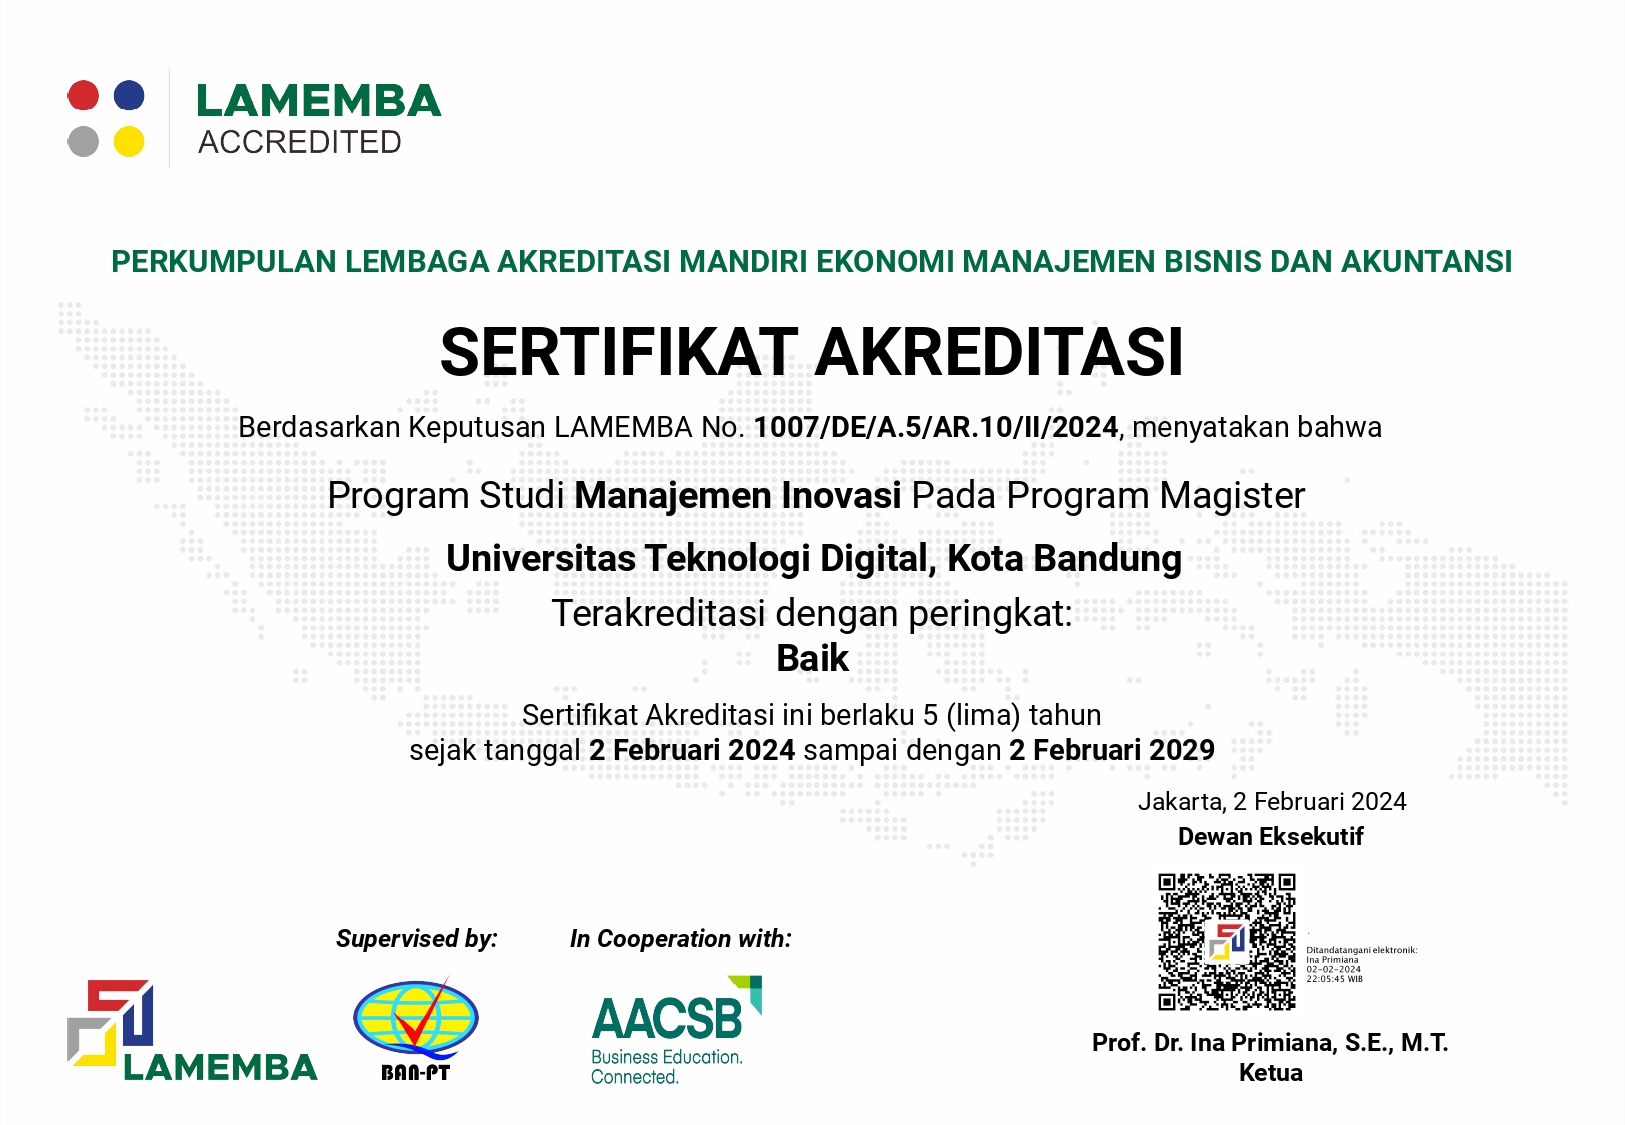 LAMEMBA
ACCREDITED
PERKUMPULAN LEMBAGA AKREDITASI MANDIRI EKONOMI MANAJEMEN BISNIS DAN AKUNTANSI
SERTIFIKAT AKREDITASI
Berdasarkan Keputusan LAMEMBA No. 1007/DE/A.5/AR.10/II/2024, menyatakan bahwa
Program Studi Manajemen Inovasi Pada Program Magister
Universitas Teknologi Digital, Kota Bandung
Terakreditasi dengan peringkat:
Baik
Sertifikat Akreditasi ini berlaku 5 (lima) tahun
sejak tanggal 2 Februari 2024 sampai dengan 2 Februari 2029
Jakarta, 2 Februari 2024
Dewan Eksekutif
Ditandatangani elektronik:
Ina Primiana
02-02-2024
22:05:45 WIB
Prof. Dr. Ina Primiana, S.E., M.T.
Ketua
Supervised by:
In Cooperation with:
LAMEMBA
BAN-PT
AACSB
Business Education.
Connected.